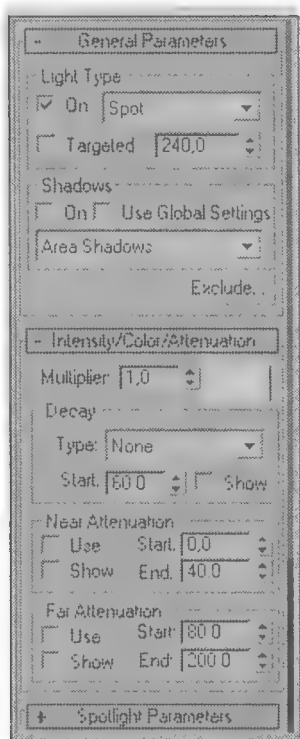 - General Parameters
Light Type
On Spot
Targeted 240,0
Shadows
On Use Global Settings
Area Shadows
Exclude...
- Intensity/Color/Attenuation
Multiplier: 1,0
Decay
Type: None
Start: 60.0 Show
Near Attenuation
Use Start: 0,0
Show End: 40.0
Far Attenuation
Use Start: 80.0
Show End: 200.0
+ Spotlight Parameters